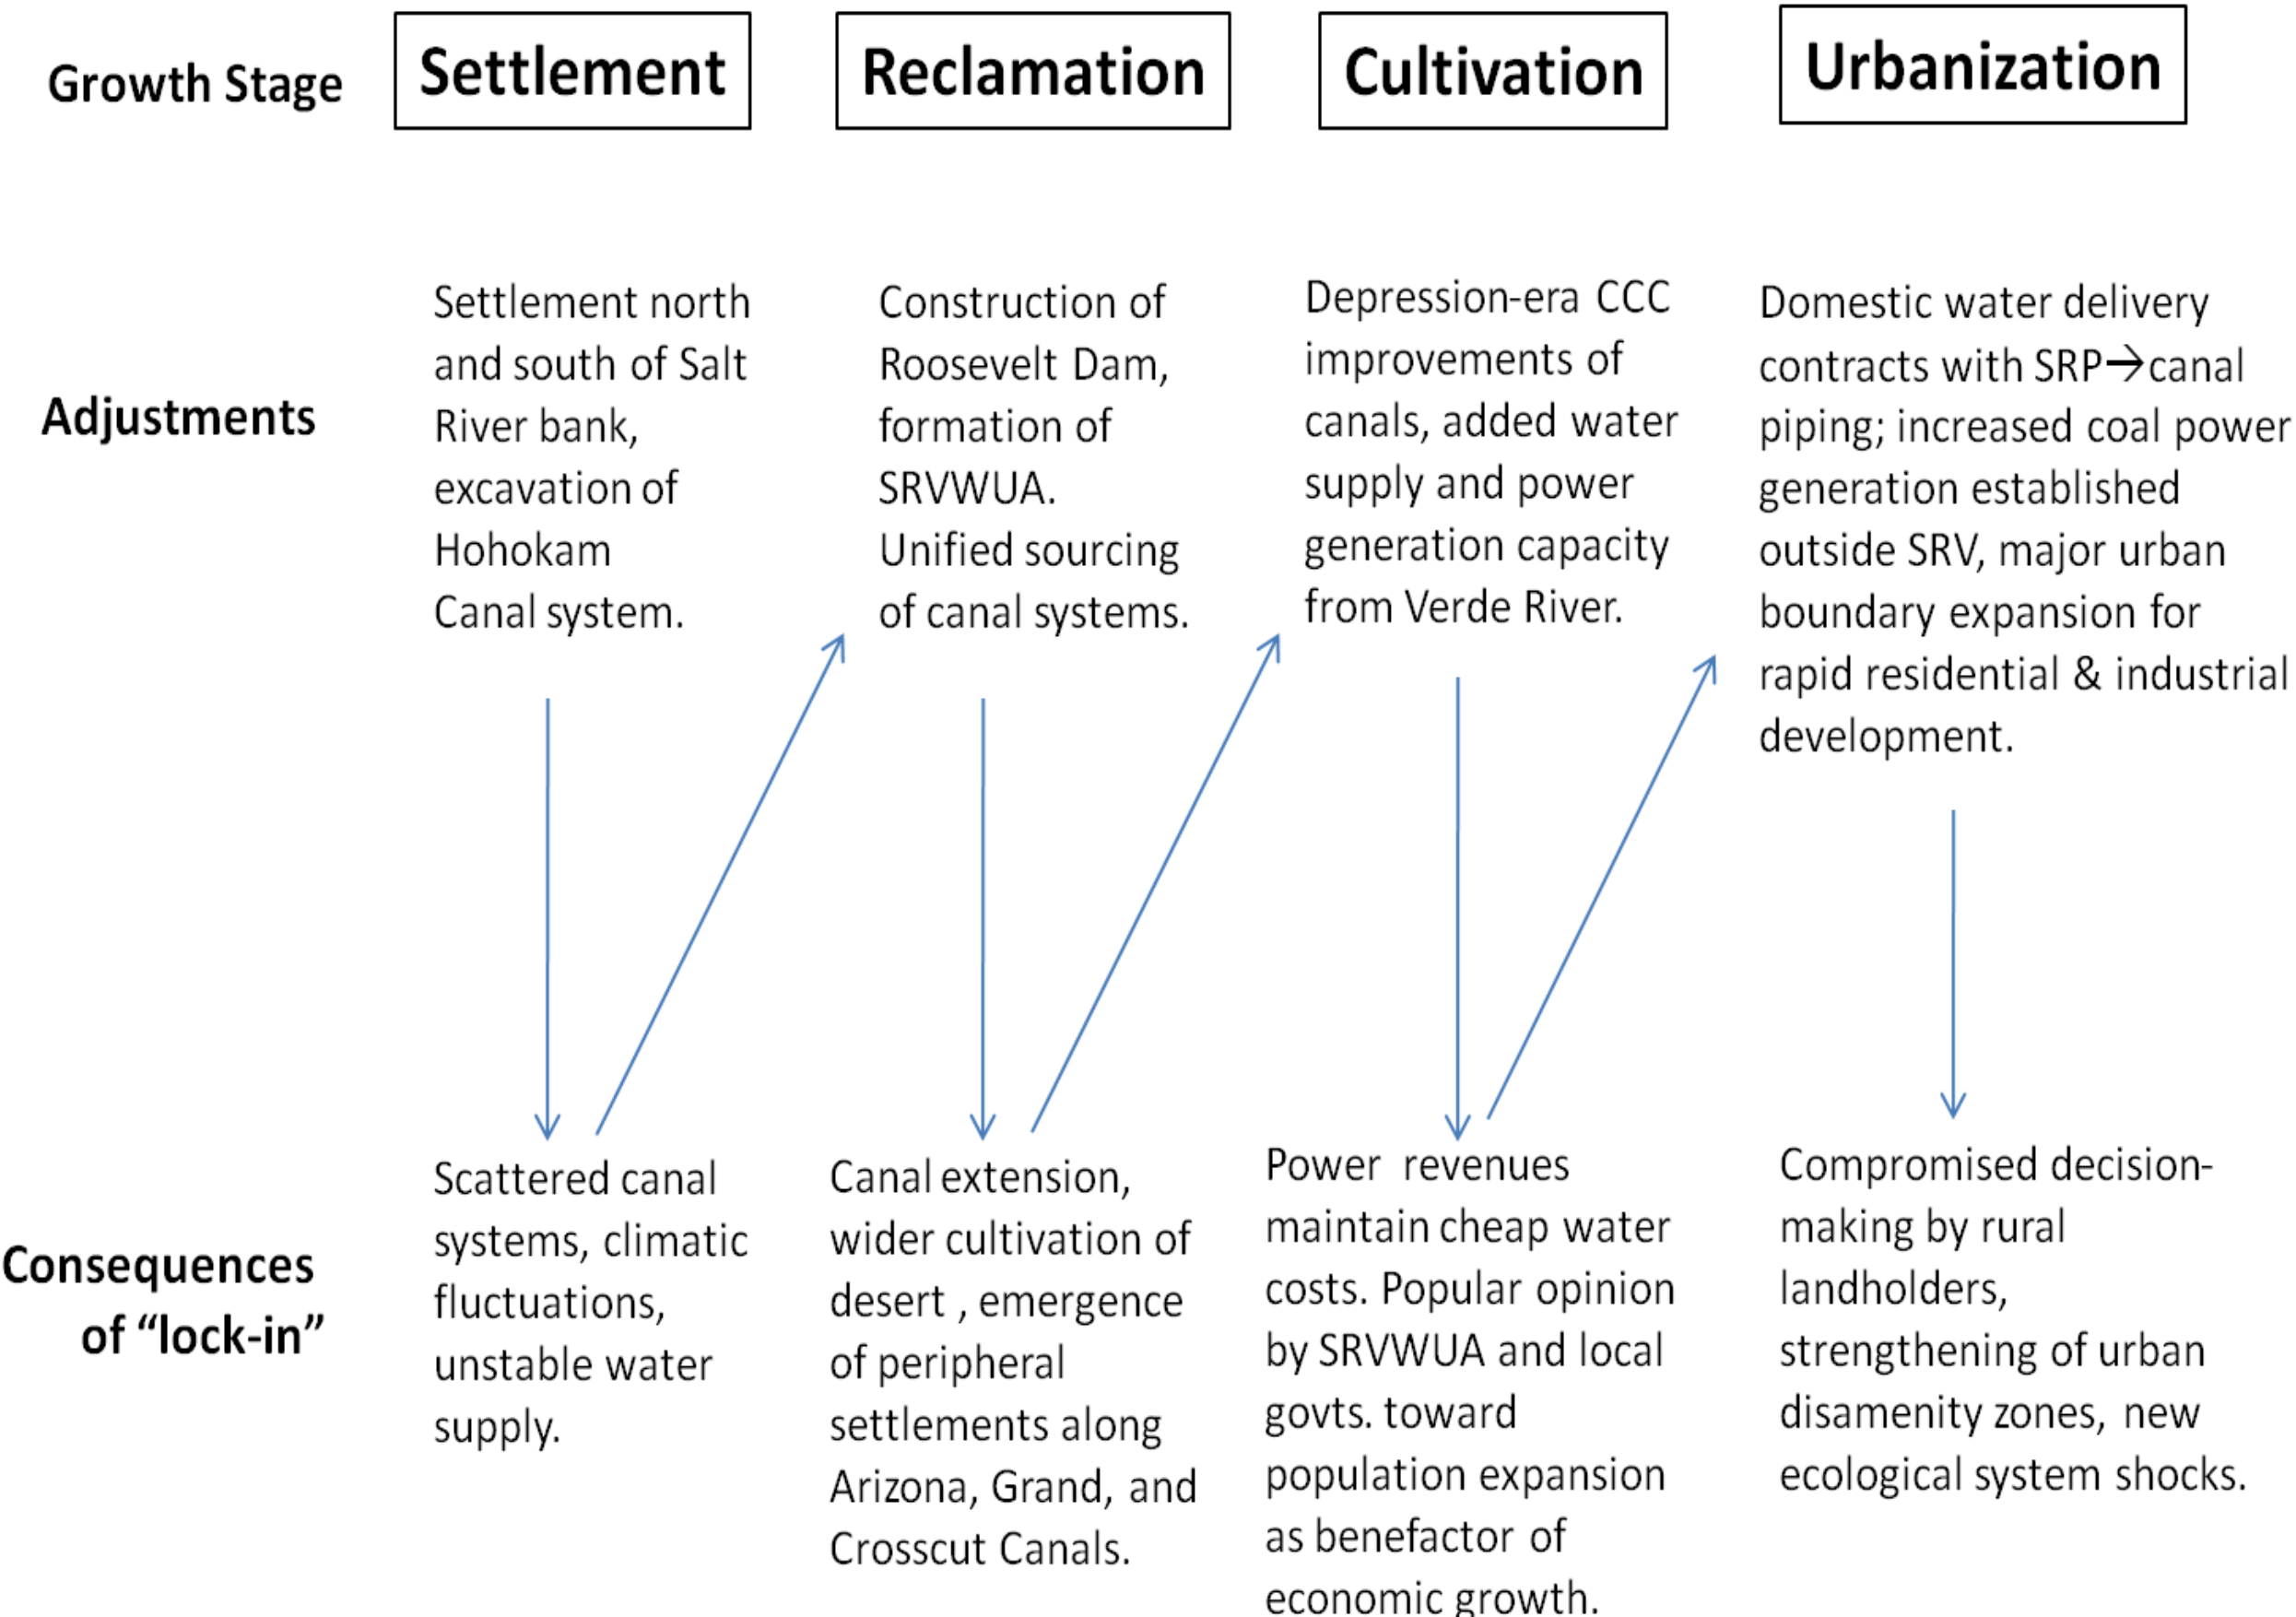 Growth Stage
Settlement
Reclamation
Cultivation
Urbanization
Adjustments
Settlement north
and south of Salt
River bank,
excavation of
Hohokam
Canal system.
Construction of
Roosevelt Dam,
formation of
SRVWUA.
Unified sourcing
of canal systems.
Depression-era CCC
improvements of
canals, added water
supply and power
generation capacity
from Verde River.
Domestic water delivery
contracts with SRP→canal
piping; increased coal power
generation established
outside SRV, major urban
boundary expansion for
rapid residential & industrial
development.
Consequences
of “lock-in”
Scattered canal
systems, climatic
fluctuations,
unstable water
supply.
Canal extension,
wider cultivation of
desert , emergence
of peripheral
settlements along
Arizona, Grand, and
Crosscut Canals.
Power revenues
maintain cheap water
costs. Popular opinion
by SRVWUA and local
govts. toward
population expansion
as benefactor of
economic growth.
Compromised decision-
making by rural
landholders,
strengthening of urban
disamenity zones, new
ecological system shocks.